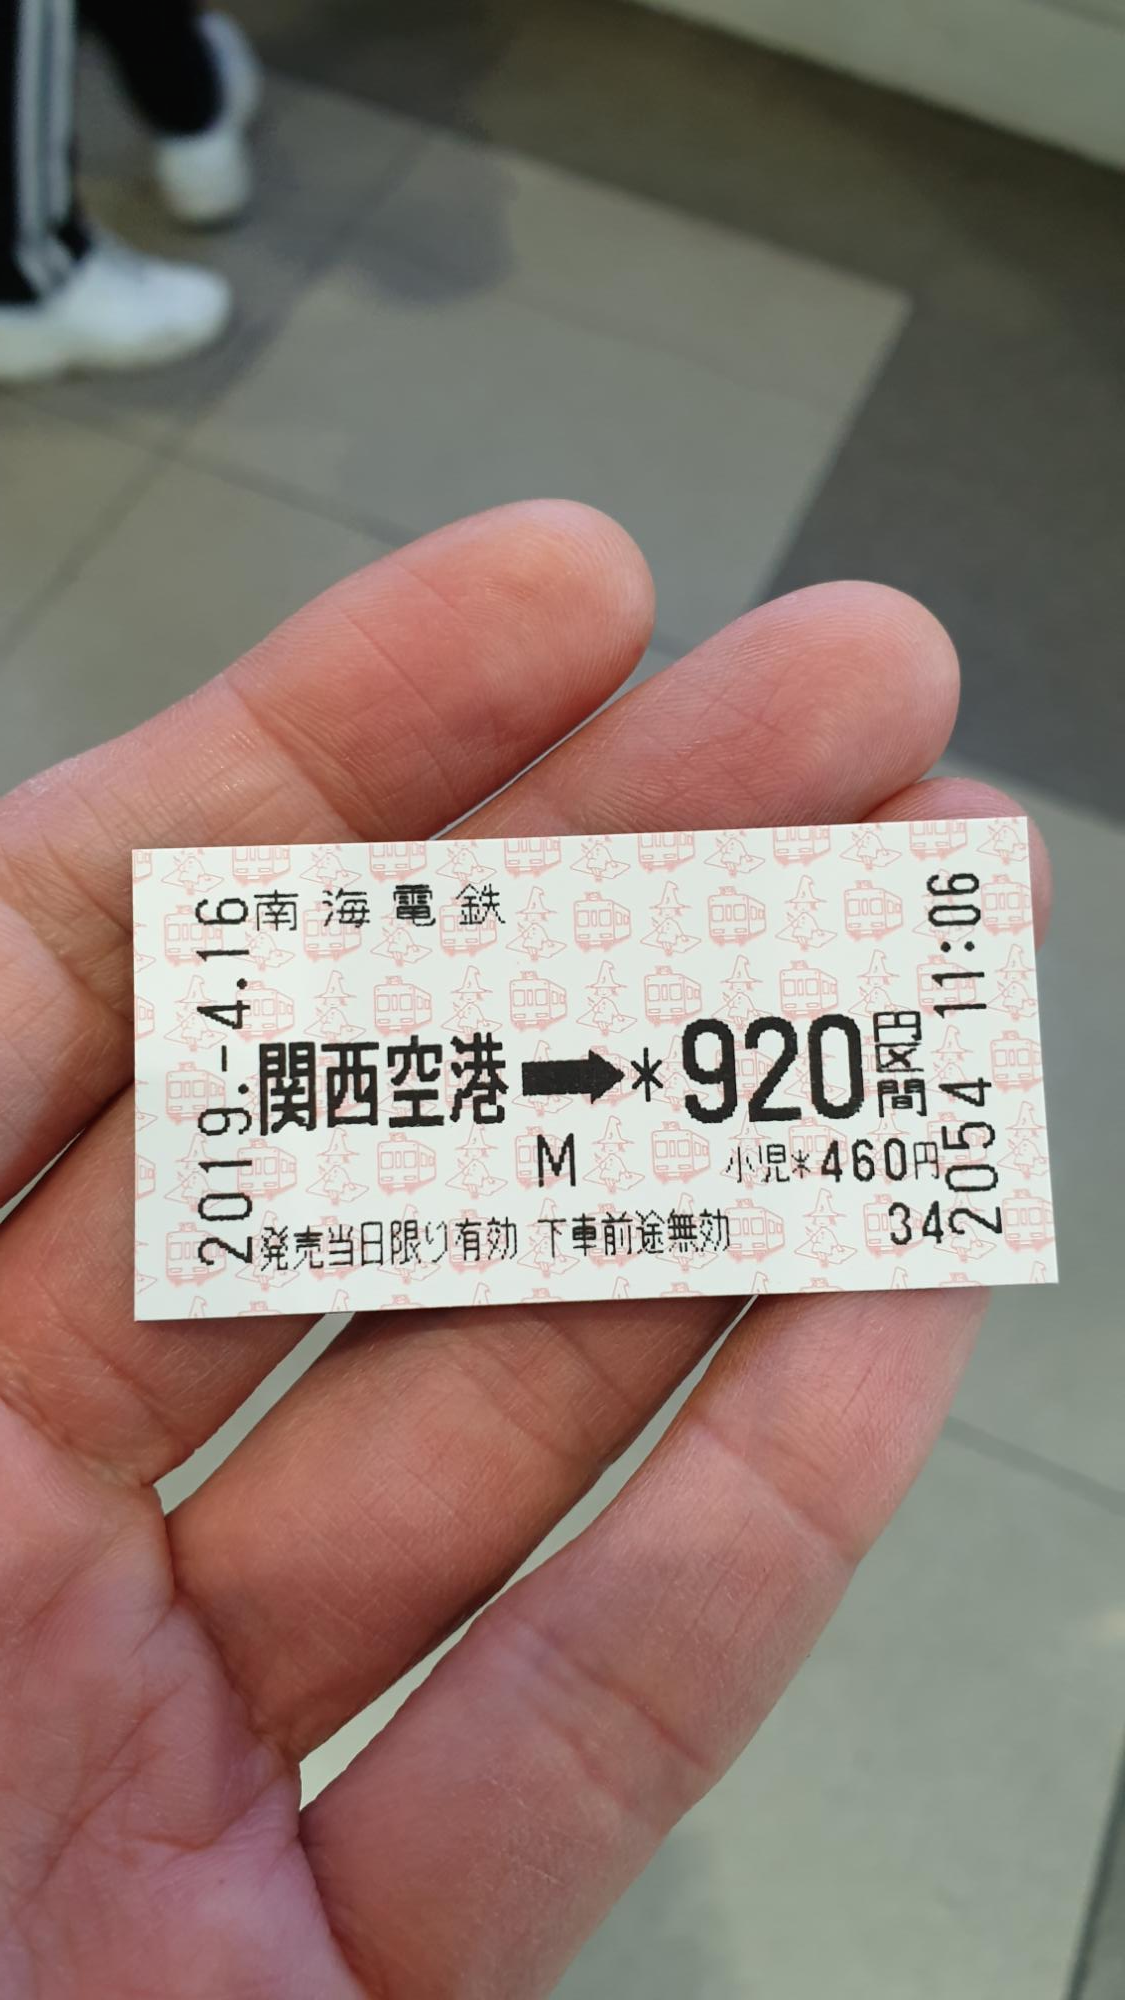 南海電鉄
2019.-4.16
関西空港➡*920円区間
M
小児*460円
発売当日限り有効 下車前途無効
34
2054 11:06